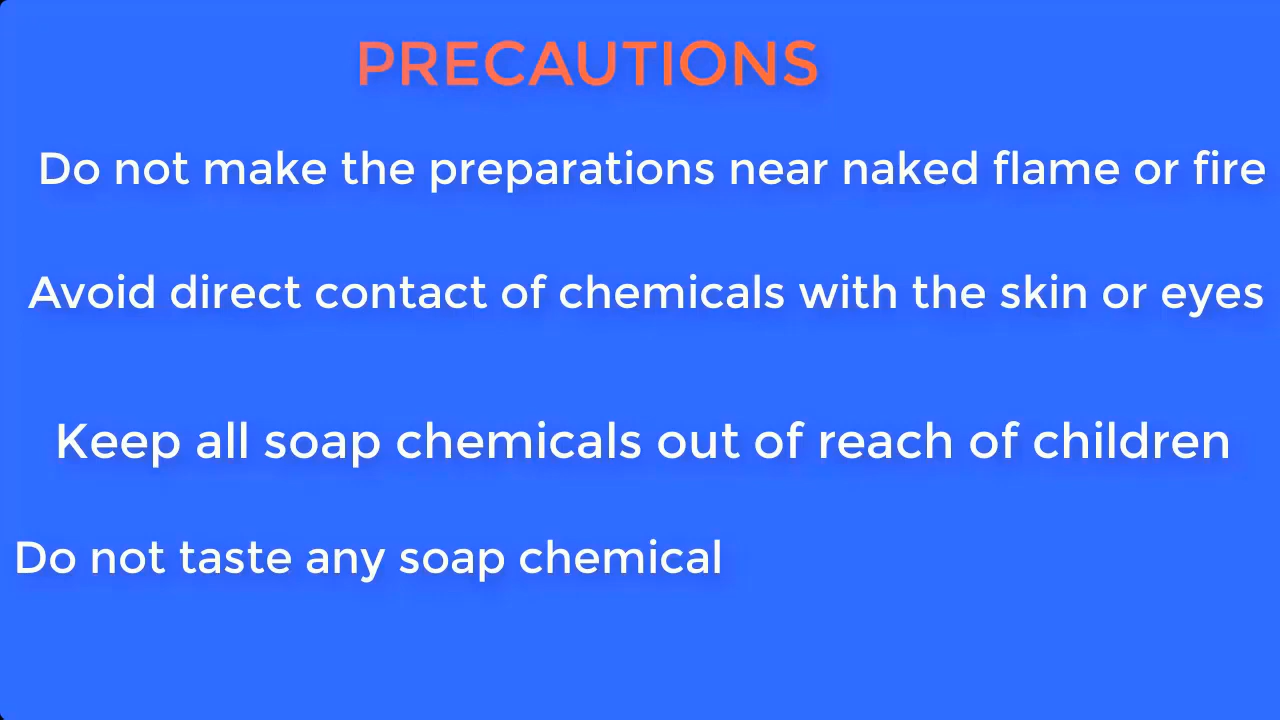 PRECAUTIONS
Do not make the preparations near naked flame or fire
Avoid direct contact of chemicals with the skin or eyes
Keep all soap chemicals out of reach of children
Do not taste any soap chemical